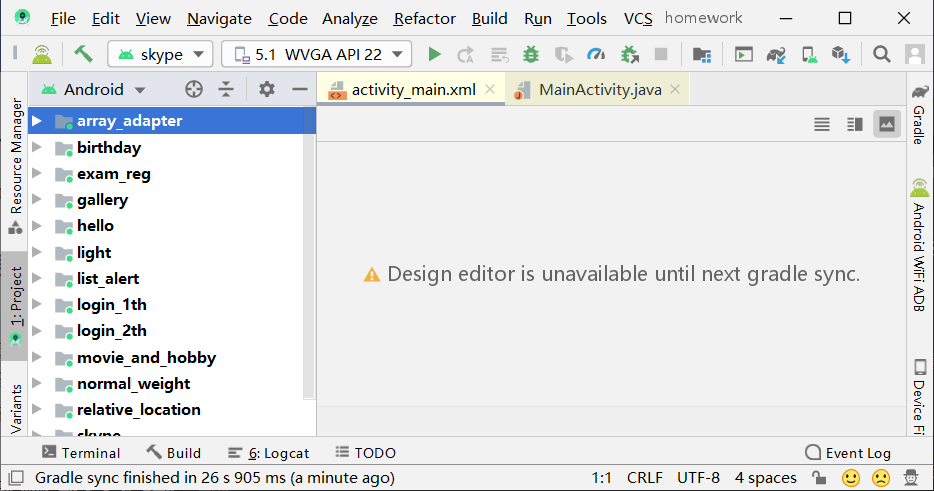 File Edit View Navigate Code Analyze Refactor Build Run Tools VCS homework
skype 5.1 WVGA API 22
Android
activity_main.xml
MainActivity.java
Resource Manager
1: Project
Variants
array_adapter
birthday
exam_reg
gallery
hello
light
list_alert
login_1th
login_2th
movie_and_hobby
normal_weight
relative_location
skype
Design editor is unavailable until next gradle sync.
Gradle
Android WiFi ADB
Device Fi
Terminal Build 6: Logcat TODO Event Log
Gradle sync finished in 26 s 905 ms (a minute ago) 1:1 CRLF UTF-8 4 spaces